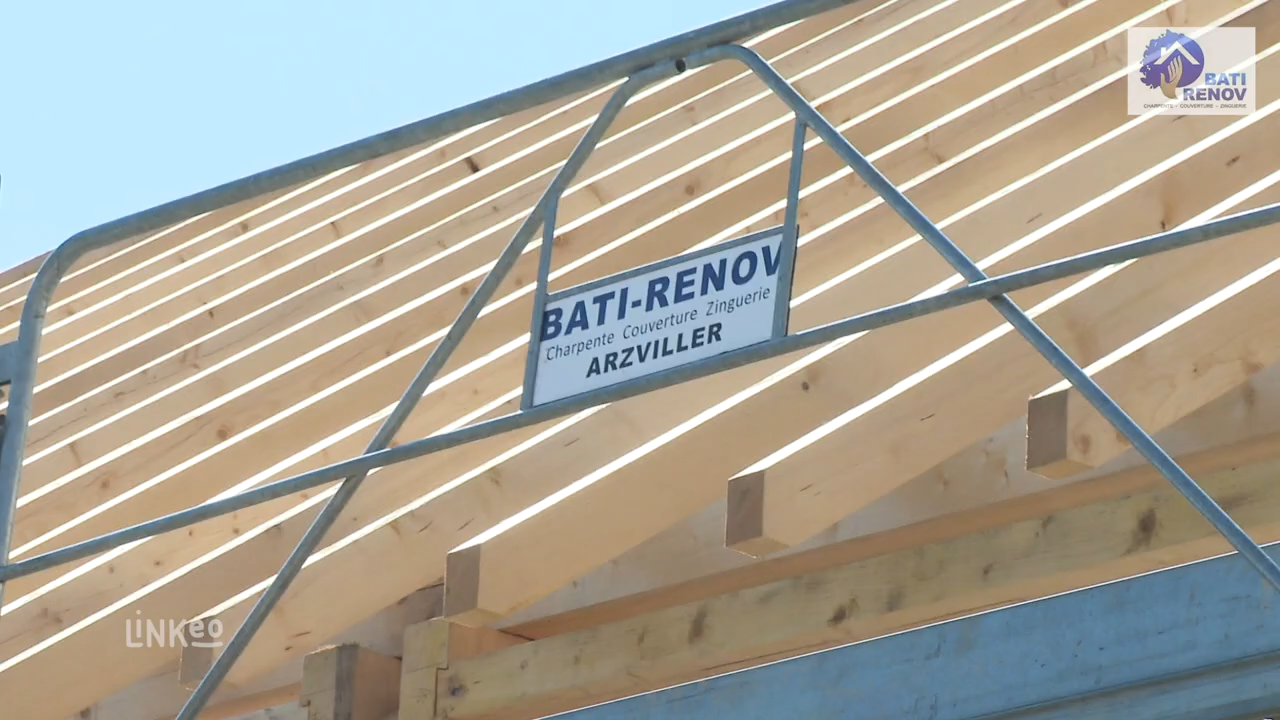 BATI
RENOV
CHARPENTE - COUVERTURE - ZINGUERIE
BATI-RENOV
Charpente Couverture Zinguerie
ARZVILLER
LINKeo